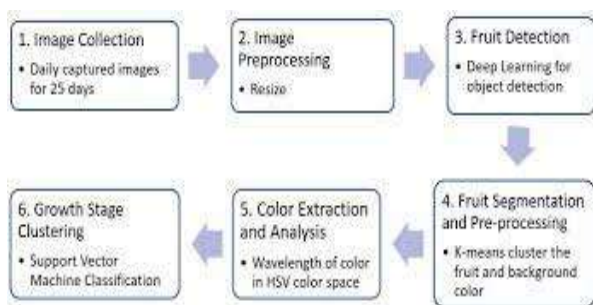 1. Image Collection
• Daily captured images
for 25 days
2. Image
Preprocessing
• Resize
3. Fruit Detection
• Deep Learning for
object detection
4. Fruit Segmentation
and Pre-processing
• K-means cluster the
fruit and background
color
5. Color Extraction
and Analysis
• Wavelength of color
in HSV color space
6. Growth Stage
Clustering
• Support Vector
Machine Classification